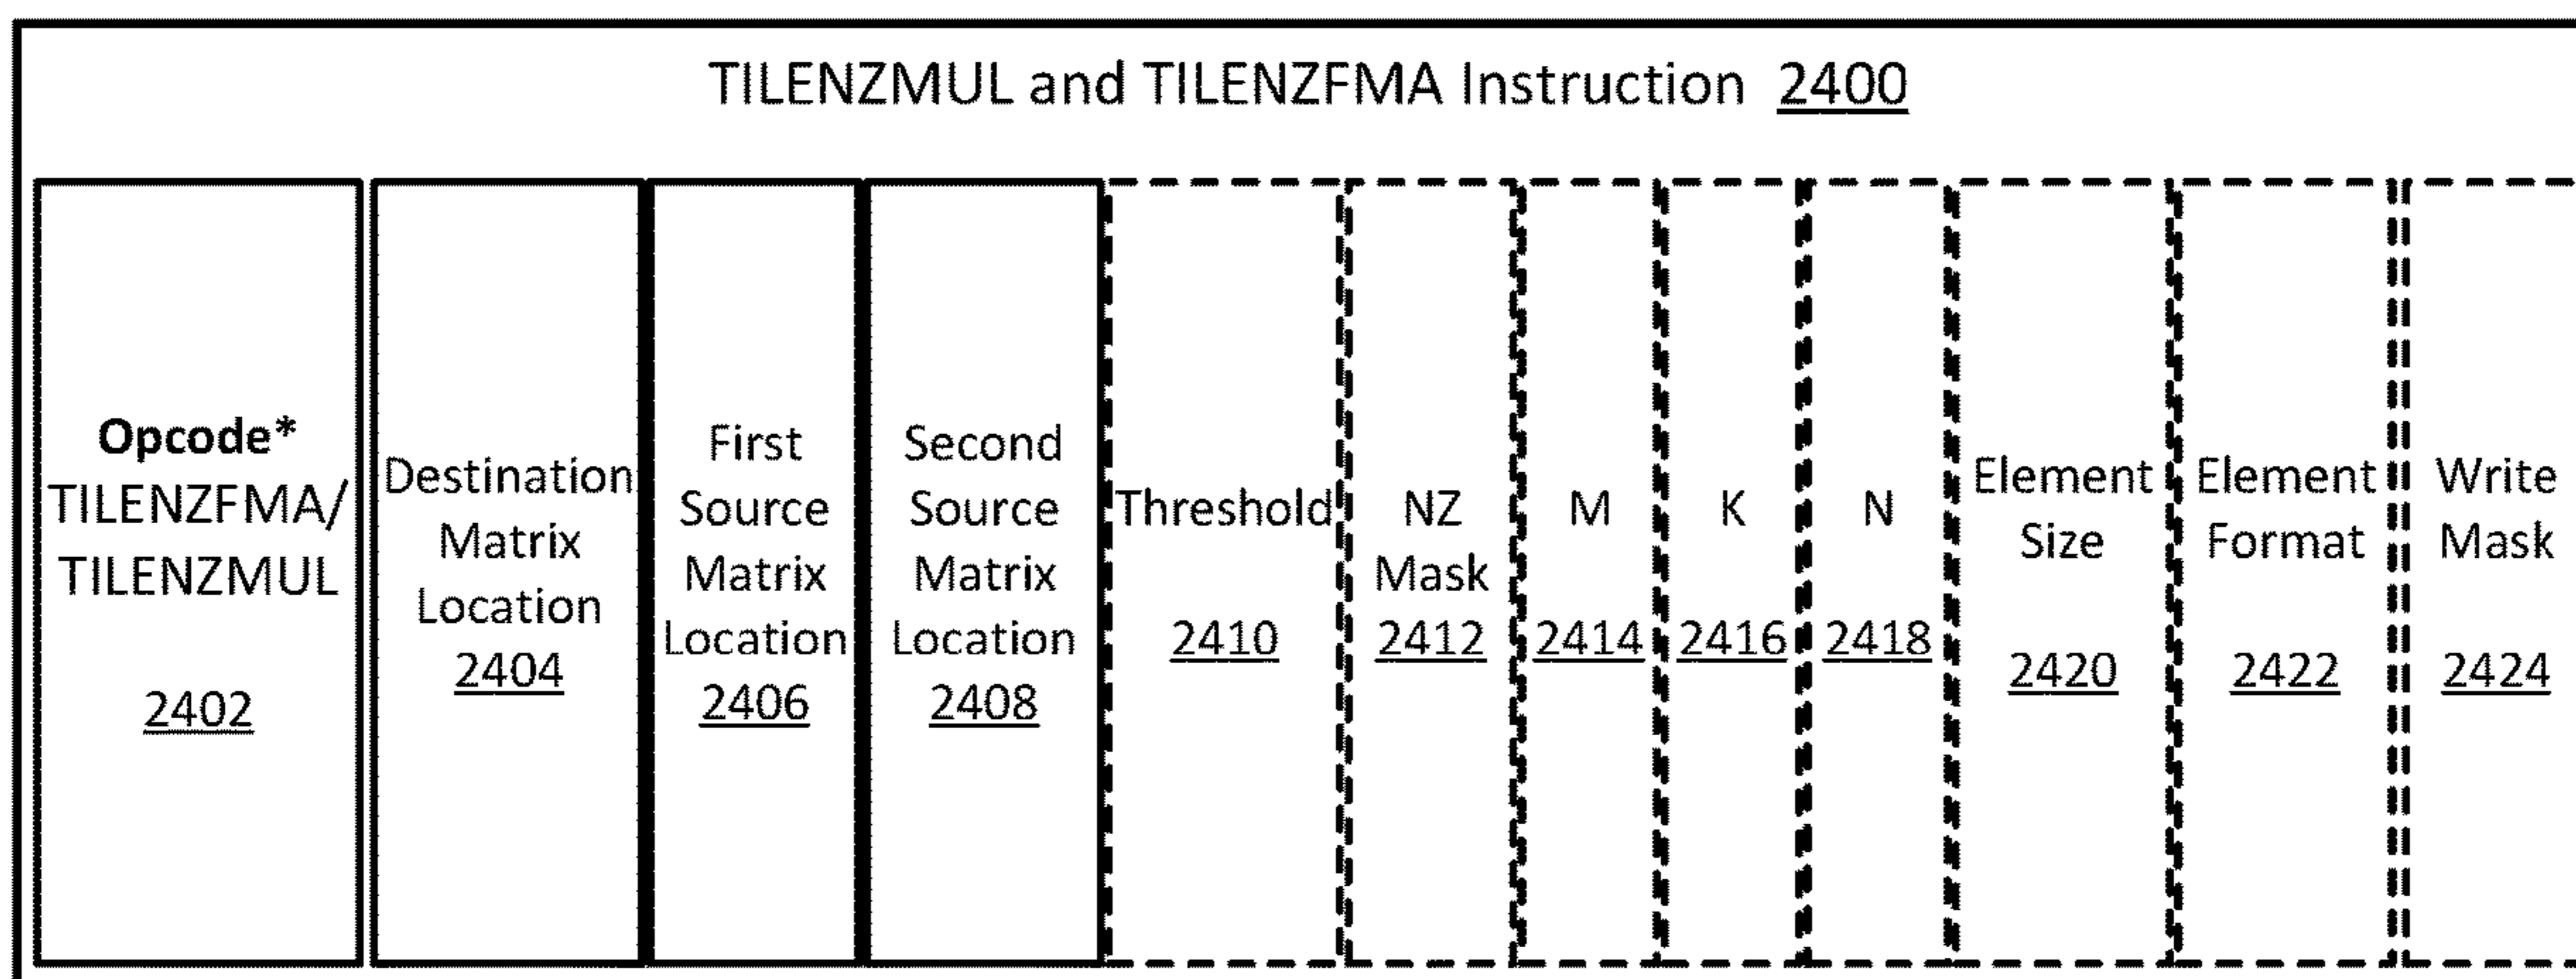 TILENZMUL and TILENZFMA Instruction 2400
Opcode*
TILENZFMA/
TILENZMUL
2402
Destination
Matrix
Location
2404
First
Source
Matrix
Location
2406
Second
Source
Matrix
Location
2408
Threshold
2410
NZ
Mask
2412
M
2414
K
2416
N
2418
Element
Size
2420
Element
Format
2422
Write
Mask
2424